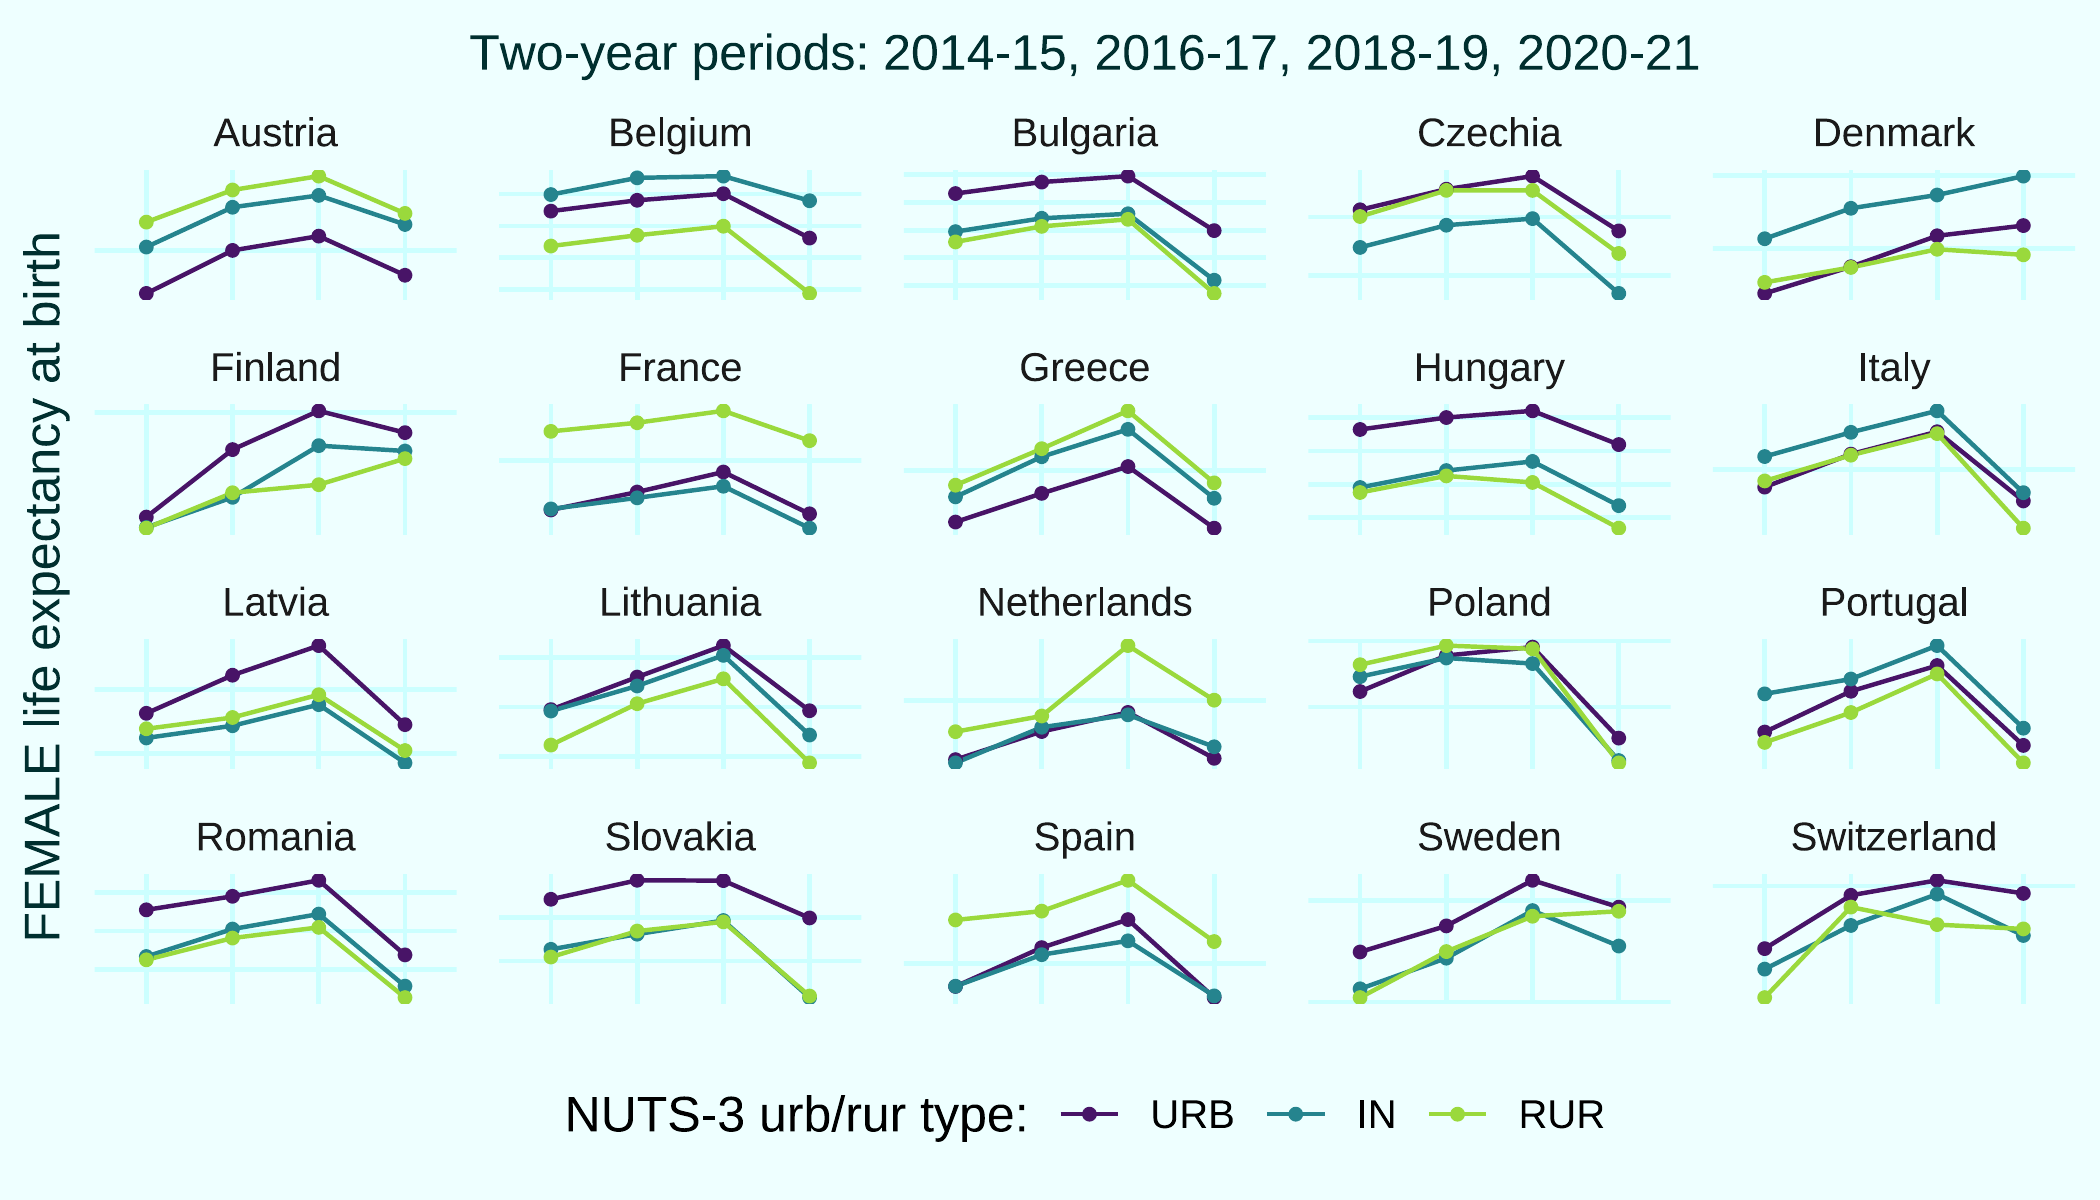 Two-year periods: 2014-15, 2016-17, 2018-19, 2020-21
FEMALE life expectancy at birth
Austria
Belgium
Bulgaria
Czechia
Denmark
Finland
France
Greece
Hungary
Italy
Latvia
Lithuania
Netherlands
Poland
Portugal
Romania
Slovakia
Spain
Sweden
Switzerland
NUTS-3 urb/rur type: URB IN RUR